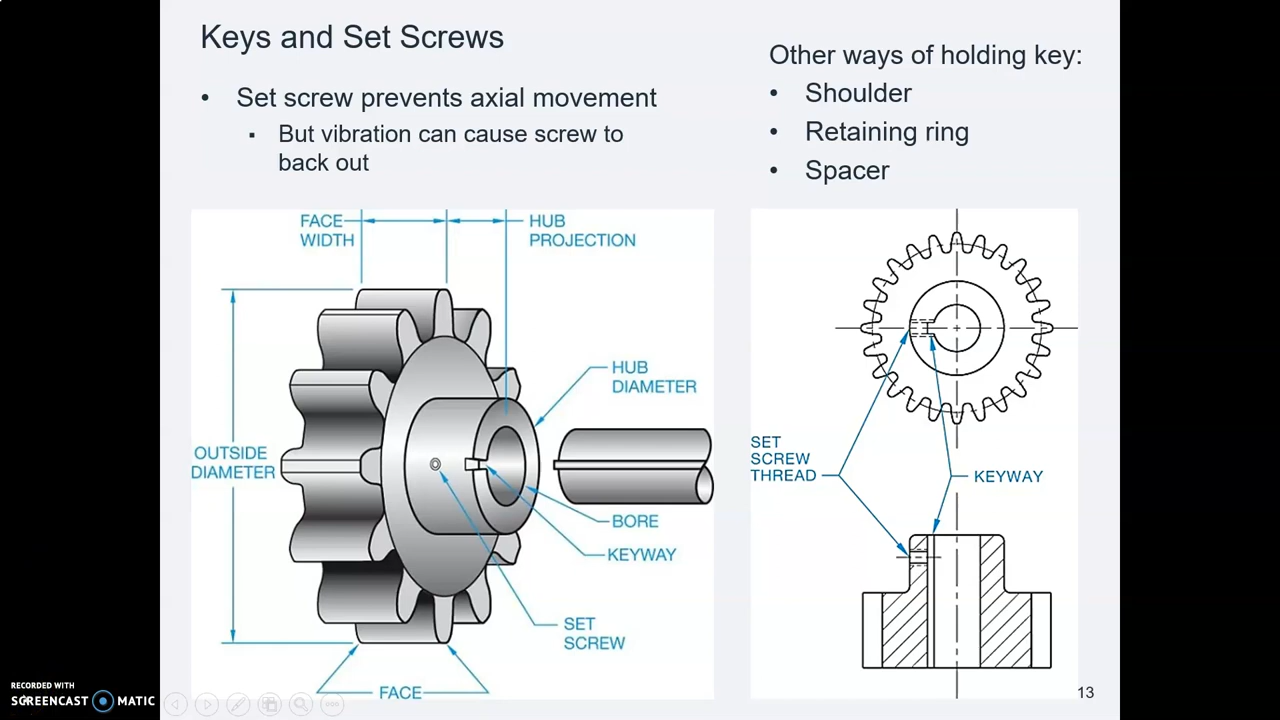 Keys and Set Screws
• Set screw prevents axial movement
▪ But vibration can cause screw to
back out
Other ways of holding key:
• Shoulder
• Retaining ring
• Spacer
FACE
WIDTH
HUB
PROJECTION
HUB
DIAMETER
OUTSIDE
DIAMETER
BORE
KEYWAY
SET
SCREW
FACE
SET
SCREW
THREAD
KEYWAY
13
RECORDED WITH
SCREENCAST MATIC